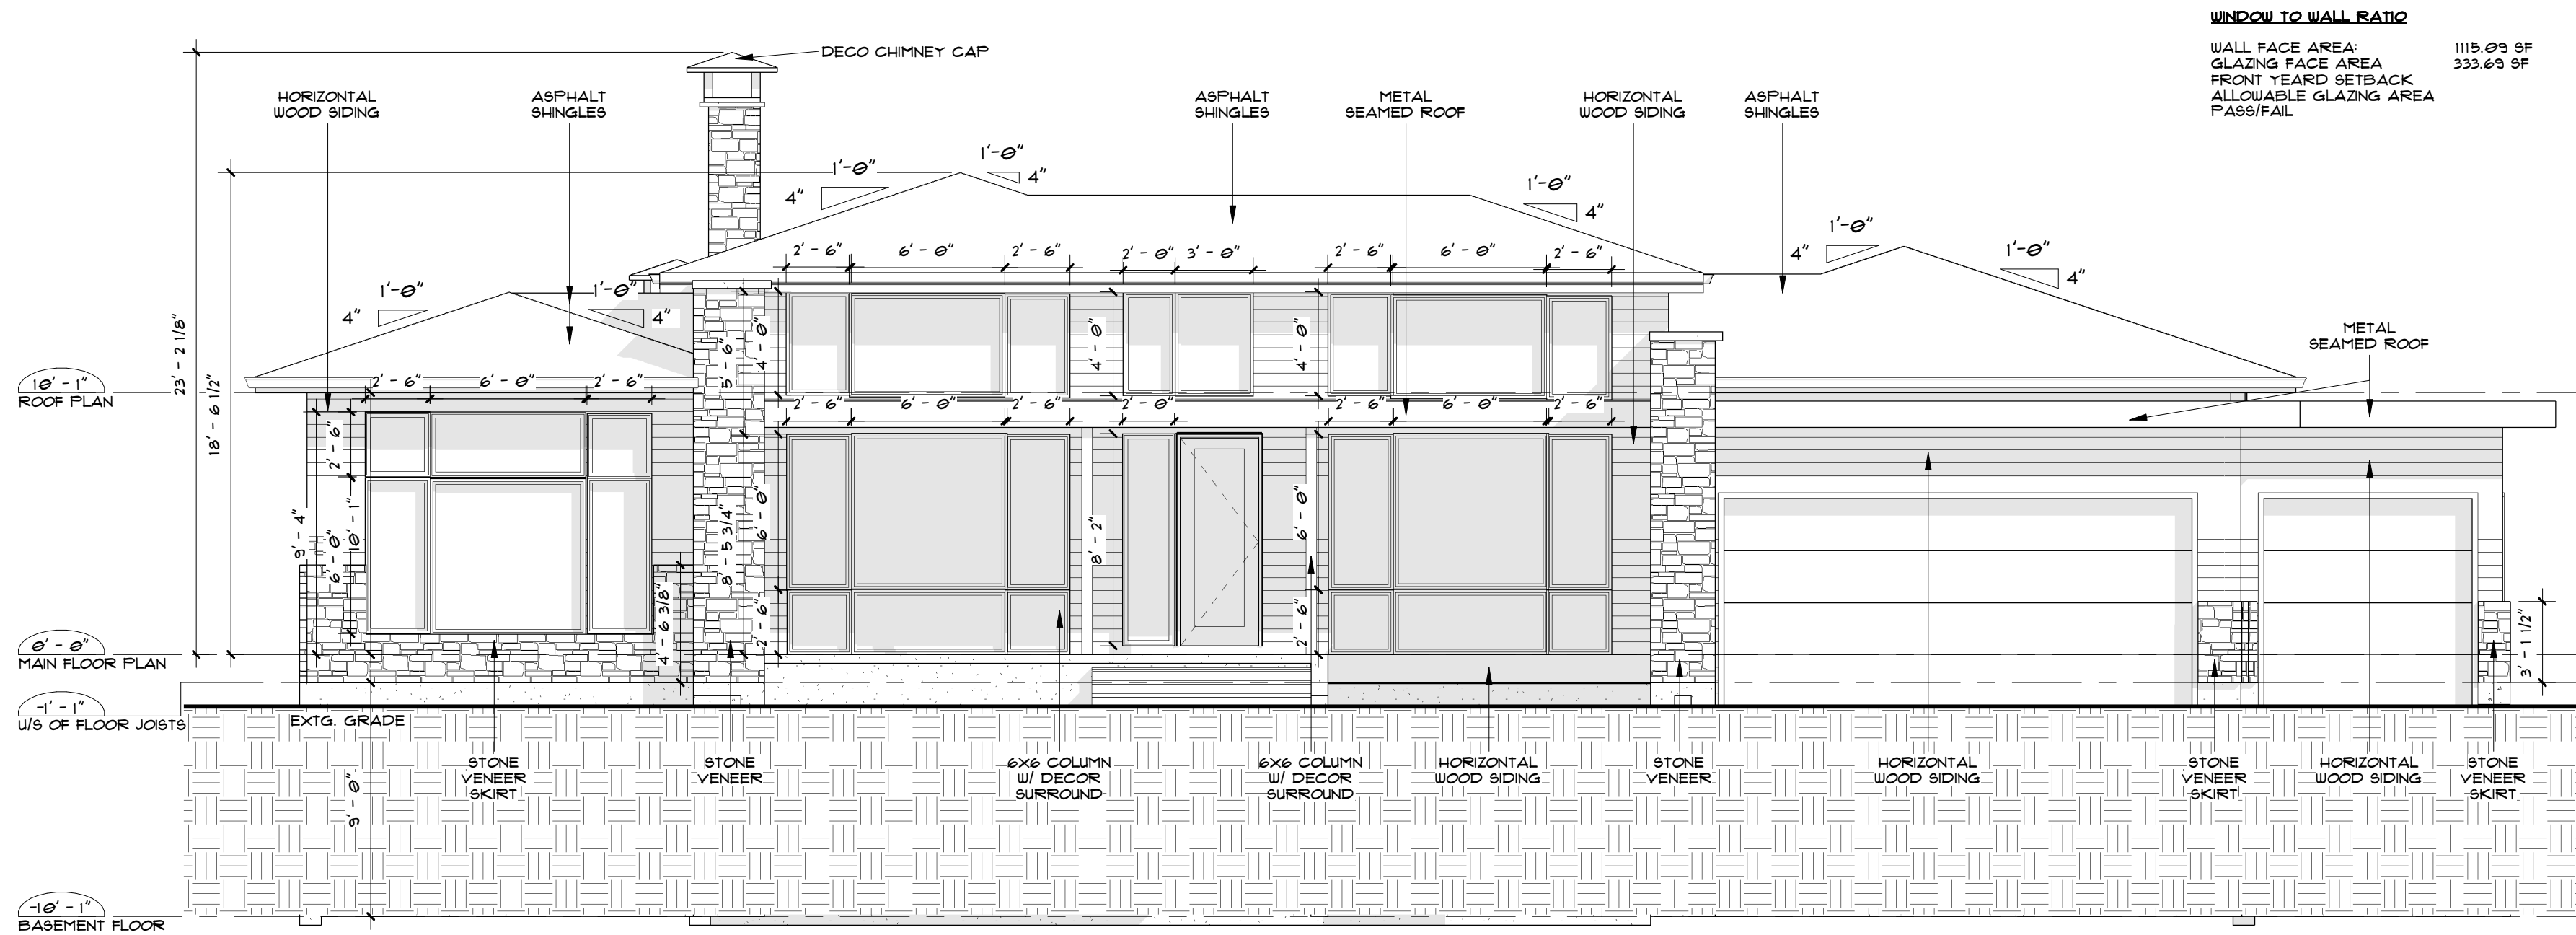 WINDOW TO WALL RATIO
WALL FACE AREA: 1115.09 SF
GLAZING FACE AREA 333.69 SF
FRONT YEARD SETBACK
ALLOWABLE GLAZING AREA
PASS/FAIL
DECO CHIMNEY CAP
HORIZONTAL
WOOD SIDING
ASPHALT
SHINGLES
ASPHALT
SHINGLES
METAL
SEAMED ROOF
HORIZONTAL
WOOD SIDING
ASPHALT
SHINGLES
1'-0"
4"
1'-0"
4"
1'-0"
4"
1'-0"
4"
1'-0"
4"
1'-0"
4"
1'-0"
4"
2' - 6"
6' - 0"
2' - 6"
2' - 0"
3' - 0"
2' - 6"
6' - 0"
2' - 6"
23' - 2 1/8"
18' - 6 1/2"
METAL
SEAMED ROOF
5' - 6"
4' - 0"
4' - 0"
4' - 0"
10' - 1"
ROOF PLAN
2' - 6"
6' - 0"
2' - 6"
2' - 6"
6' - 0"
2' - 6"
2' - 0"
2' - 6"
6' - 0"
2' - 6"
2' - 6"
9' - 4"
6' - 0"
10' - 1"
8' - 5 3/4"
6' - 0"
8' - 2"
6' - 0"
4' - 6 3/8"
2' - 6"
2' - 6"
3' - 1 1/2"
0' - 0"
MAIN FLOOR PLAN
-1' - 1"
U/S OF FLOOR JOISTS
EXTG. GRADE
STONE
VENEER
SKIRT
STONE
VENEER
6X6 COLUMN
W/ DECOR
SURROUND
6X6 COLUMN
W/ DECOR
SURROUND
HORIZONTAL
WOOD SIDING
STONE
VENEER
HORIZONTAL
WOOD SIDING
STONE
VENEER
SKIRT
HORIZONTAL
WOOD SIDING
STONE
VENEER
SKIRT
9' - 0"
-10' - 1"
BASEMENT FLOOR